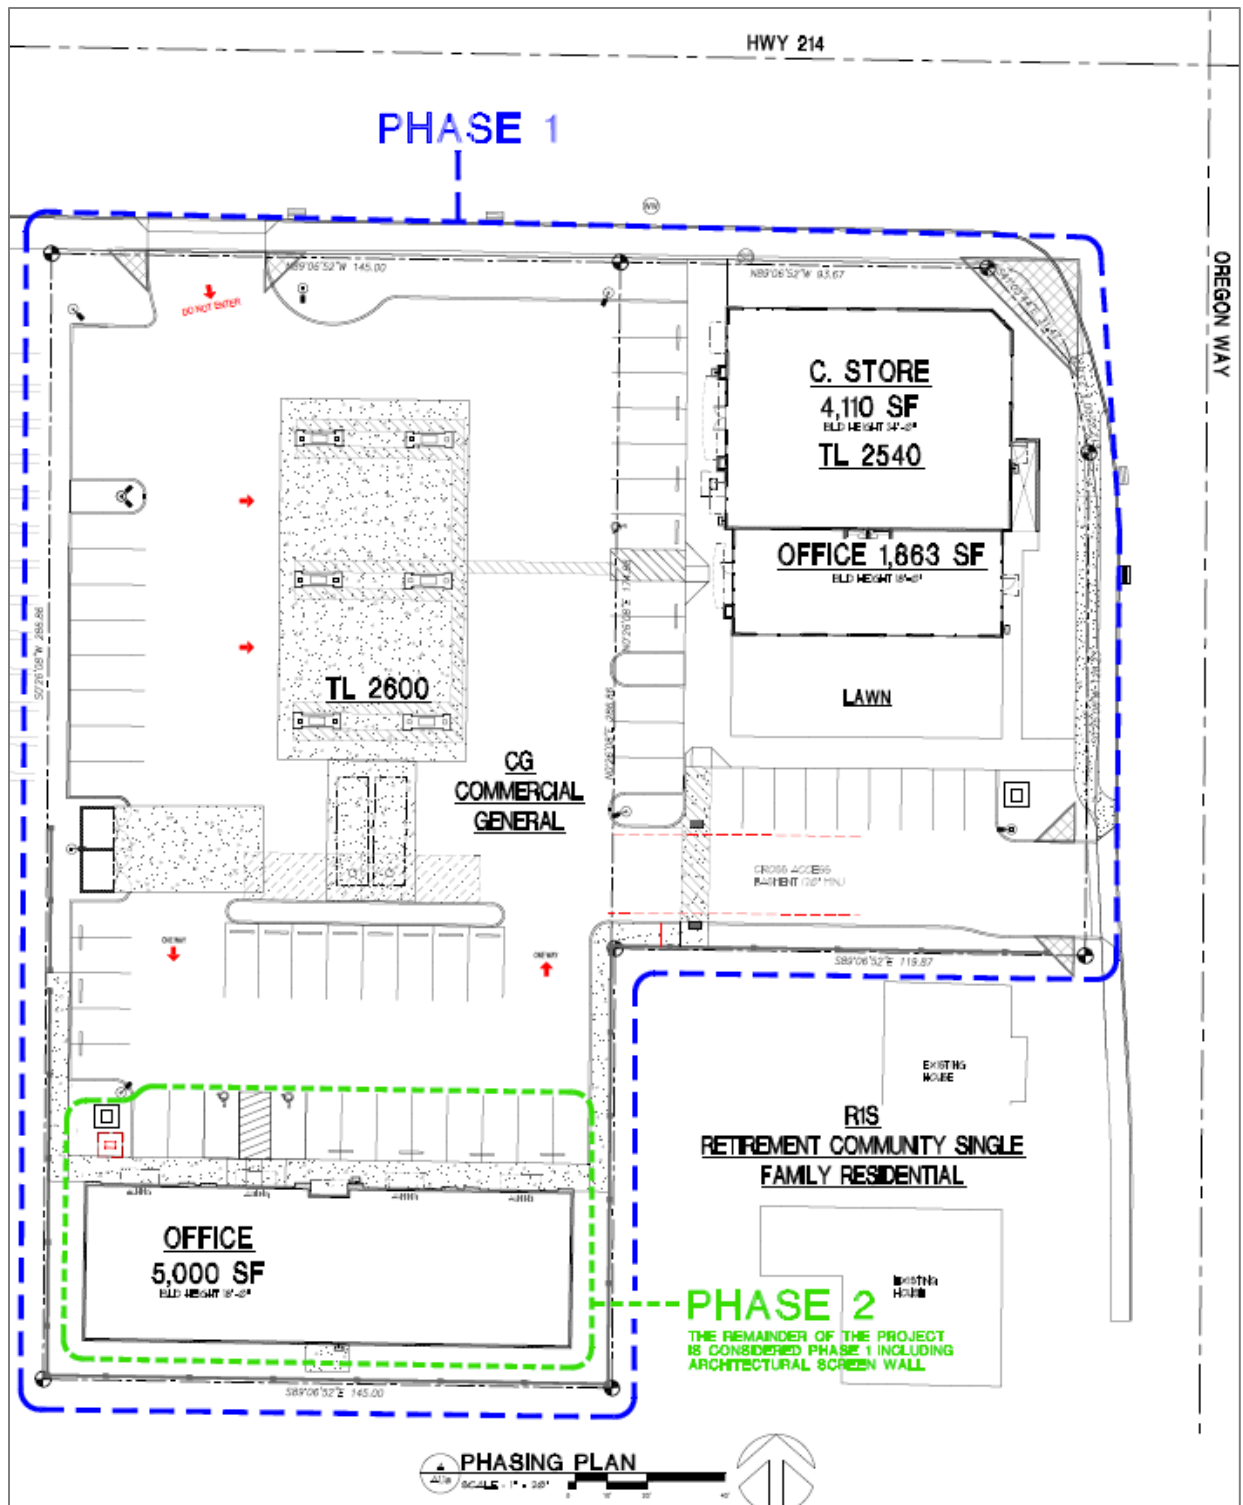 HWY 214
PHASE 1
OREGON WAY
N89°06'52"W 145.00
N89°06'52"W 93.67
DO NOT ENTER
C. STORE
4,110 SF
TL 2540
OFFICE 1,863 SF
LAWN
TL 2600
CG
COMMERCIAL
GENERAL
CROSS ACCESS
ONE WAY
ONE WAY
S89°06'52"E 119.87
EXISTING
HOUSE
R1S
RETIREMENT COMMUNITY SINGLE
FAMILY RESIDENTIAL
OFFICE
5,000 SF
EXISTING
HOUSE
PHASE 2
THE REMAINDER OF THE PROJECT
IS CONSIDERED PHASE 1 INCLUDING
ARCHITECTURAL SCREEN WALL
S89°06'52"E 145.00
PHASING PLAN